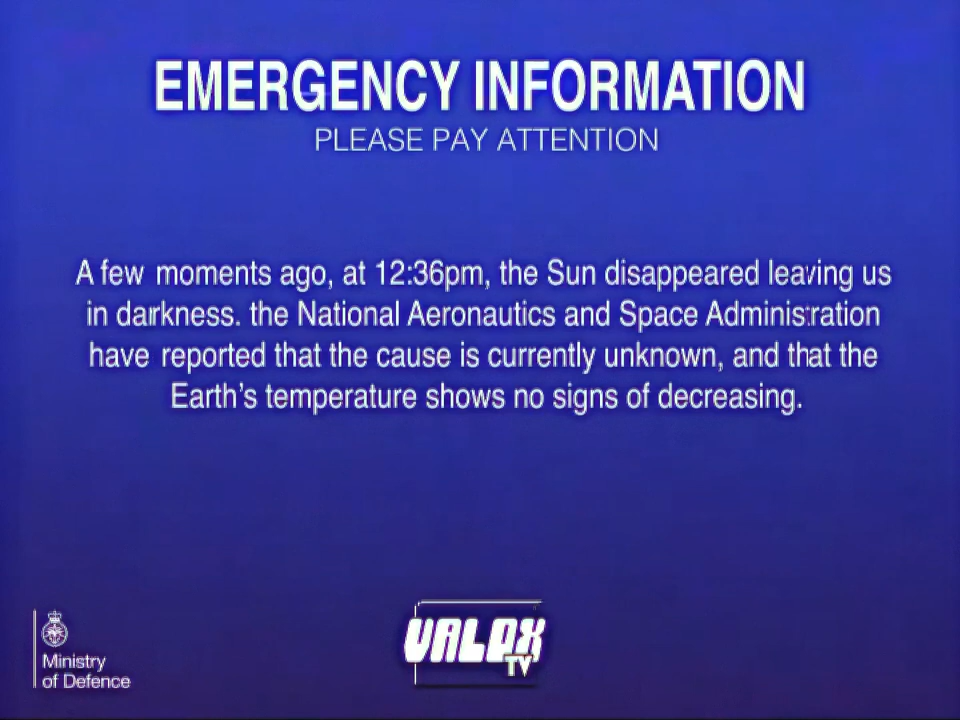 EMERGENCY INFORMATION
PLEASE PAY ATTENTION
A few moments ago, at 12:36pm, the Sun disappeared leaving us
in darkness. the National Aeronautics and Space Administration
have reported that the cause is currently unknown, and that the
Earth's temperature shows no signs of decreasing.
VALOX
TV
Ministry
of Defence